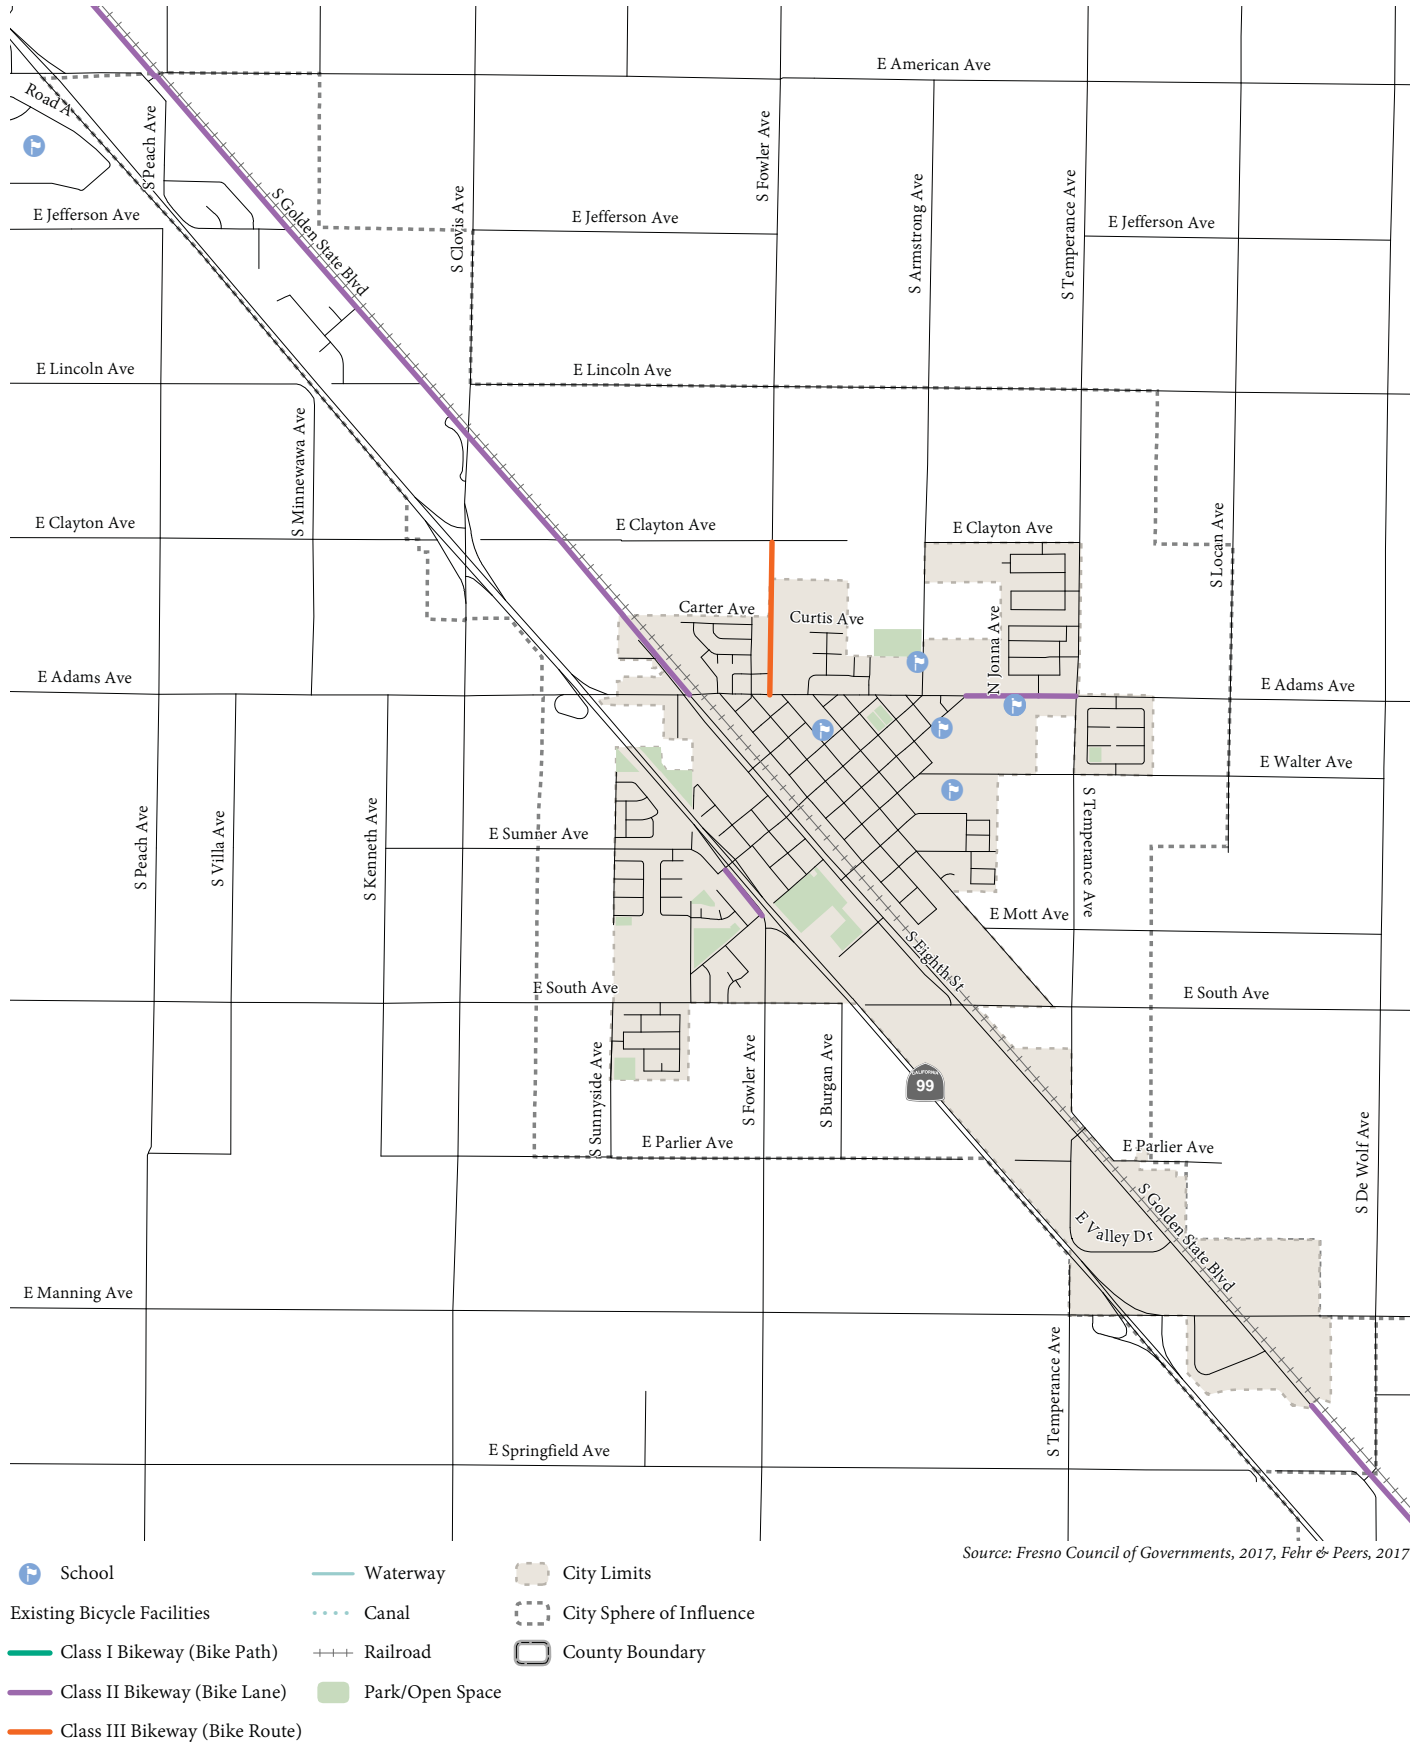 E American Ave
Road A
S Peach Ave
S Fowler Ave
S Golden State Blvd
S Clovis Ave
S Armstrong Ave
S Temperance Ave
E Jefferson Ave
E Jefferson Ave
E Jefferson Ave
E Lincoln Ave
E Lincoln Ave
S Minnewawa Ave
E Clayton Ave
E Clayton Ave
E Clayton Ave
S Locan Ave
Carter Ave
Curtis Ave
N Jonna Ave
E Adams Ave
E Adams Ave
E Walter Ave
S Peach Ave
S Villa Ave
S Kenneth Ave
E Sumner Ave
S Temperance Ave
E Mott Ave
S Eighth St
E South Ave
E South Ave
S Sunnyside Ave
S Fowler Ave
S Burgan Ave
CALIFORNIA
99
E Parlier Ave
E Parlier Ave
S De Wolf Ave
S Golden State Blvd
E Valley Dr
E Manning Ave
S Temperance Ave
E Springfield Ave
Source: Fresno Council of Governments, 2017, Fehr & Peers, 2017
School
Existing Bicycle Facilities
Class I Bikeway (Bike Path)
Class II Bikeway (Bike Lane)
Class III Bikeway (Bike Route)
Waterway
Canal
Railroad
Park/Open Space
City Limits
City Sphere of Influence
County Boundary